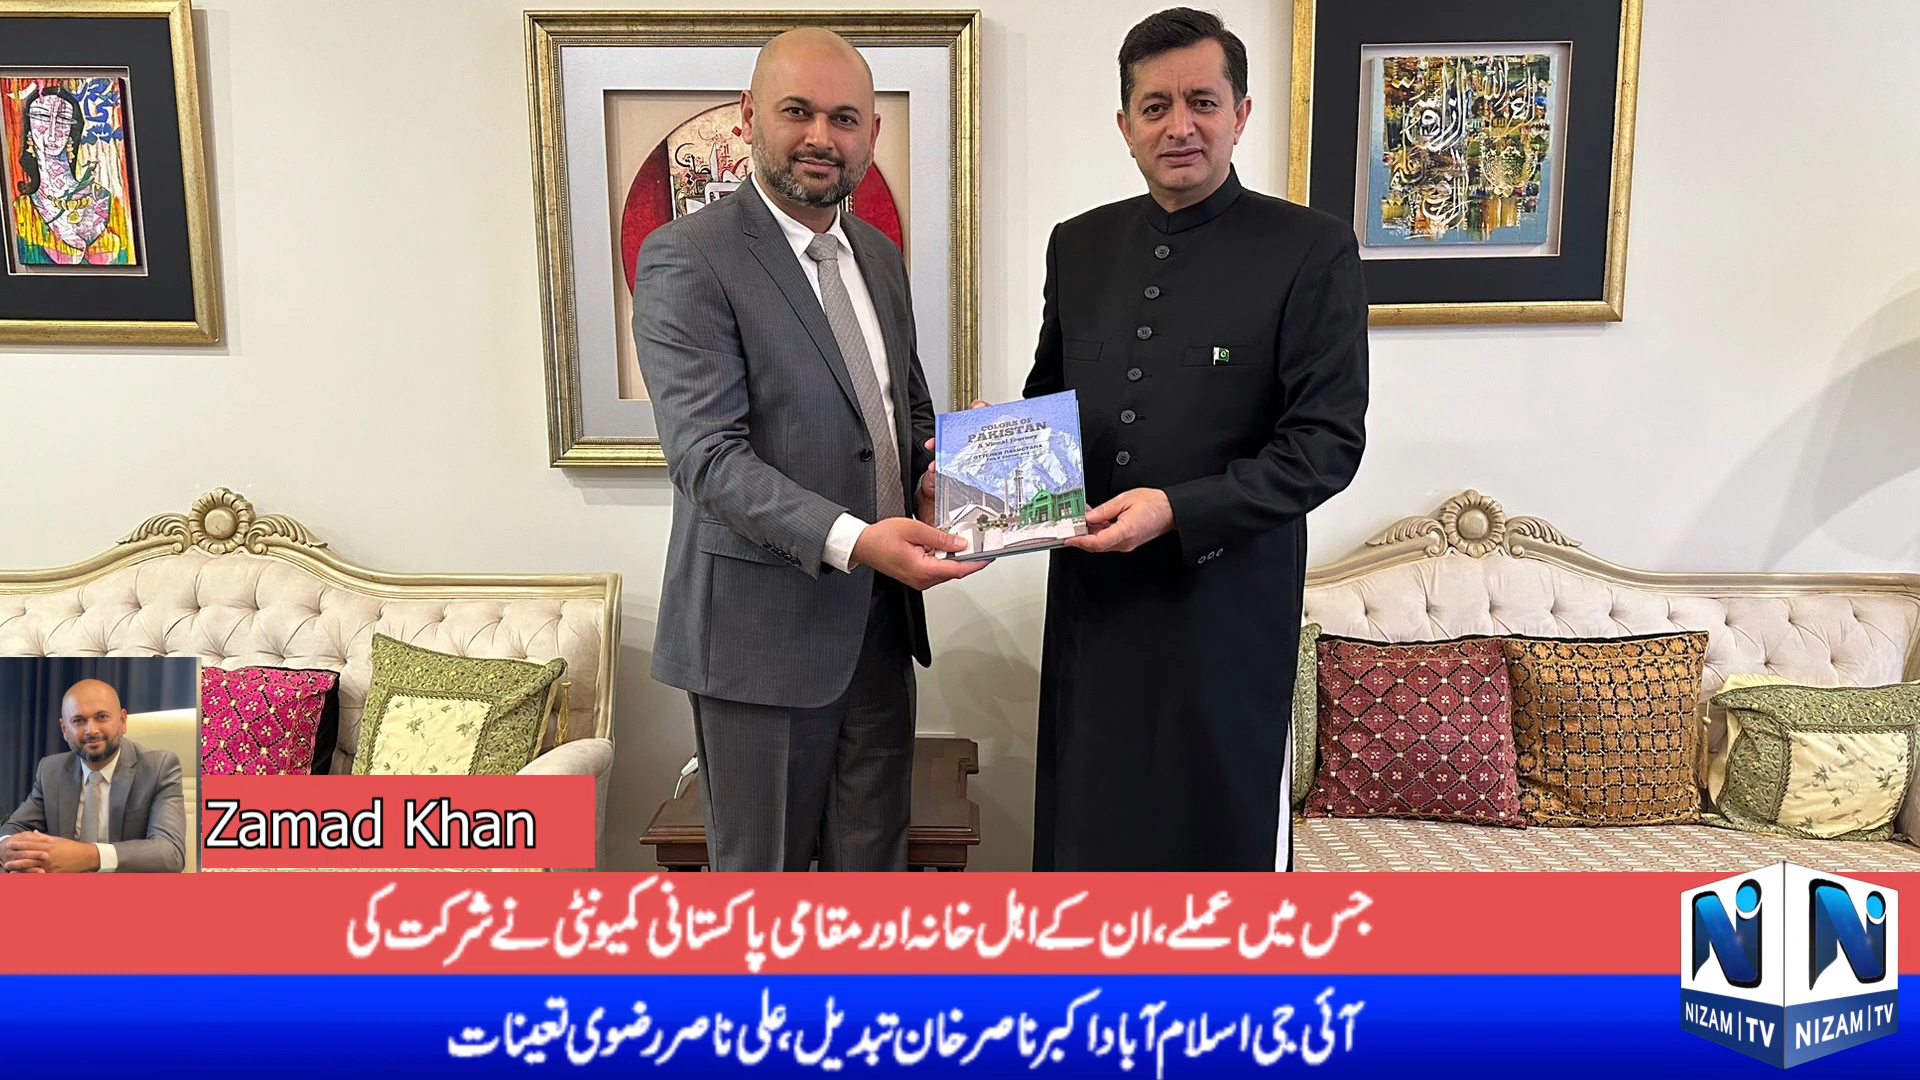 COLORS OF
PAKISTAN
A Visual Journey
Zamad Khan
جس میں عملے، ان کے اہل خانہ اور مقامی پاکستانی کمیونٹی نے شرکت کی
آئی جی اسلام آباد اکبر ناصر خان تبدیل، علی ناصر رضوی تعینات
NIZAM|TV
NIZAM|TV